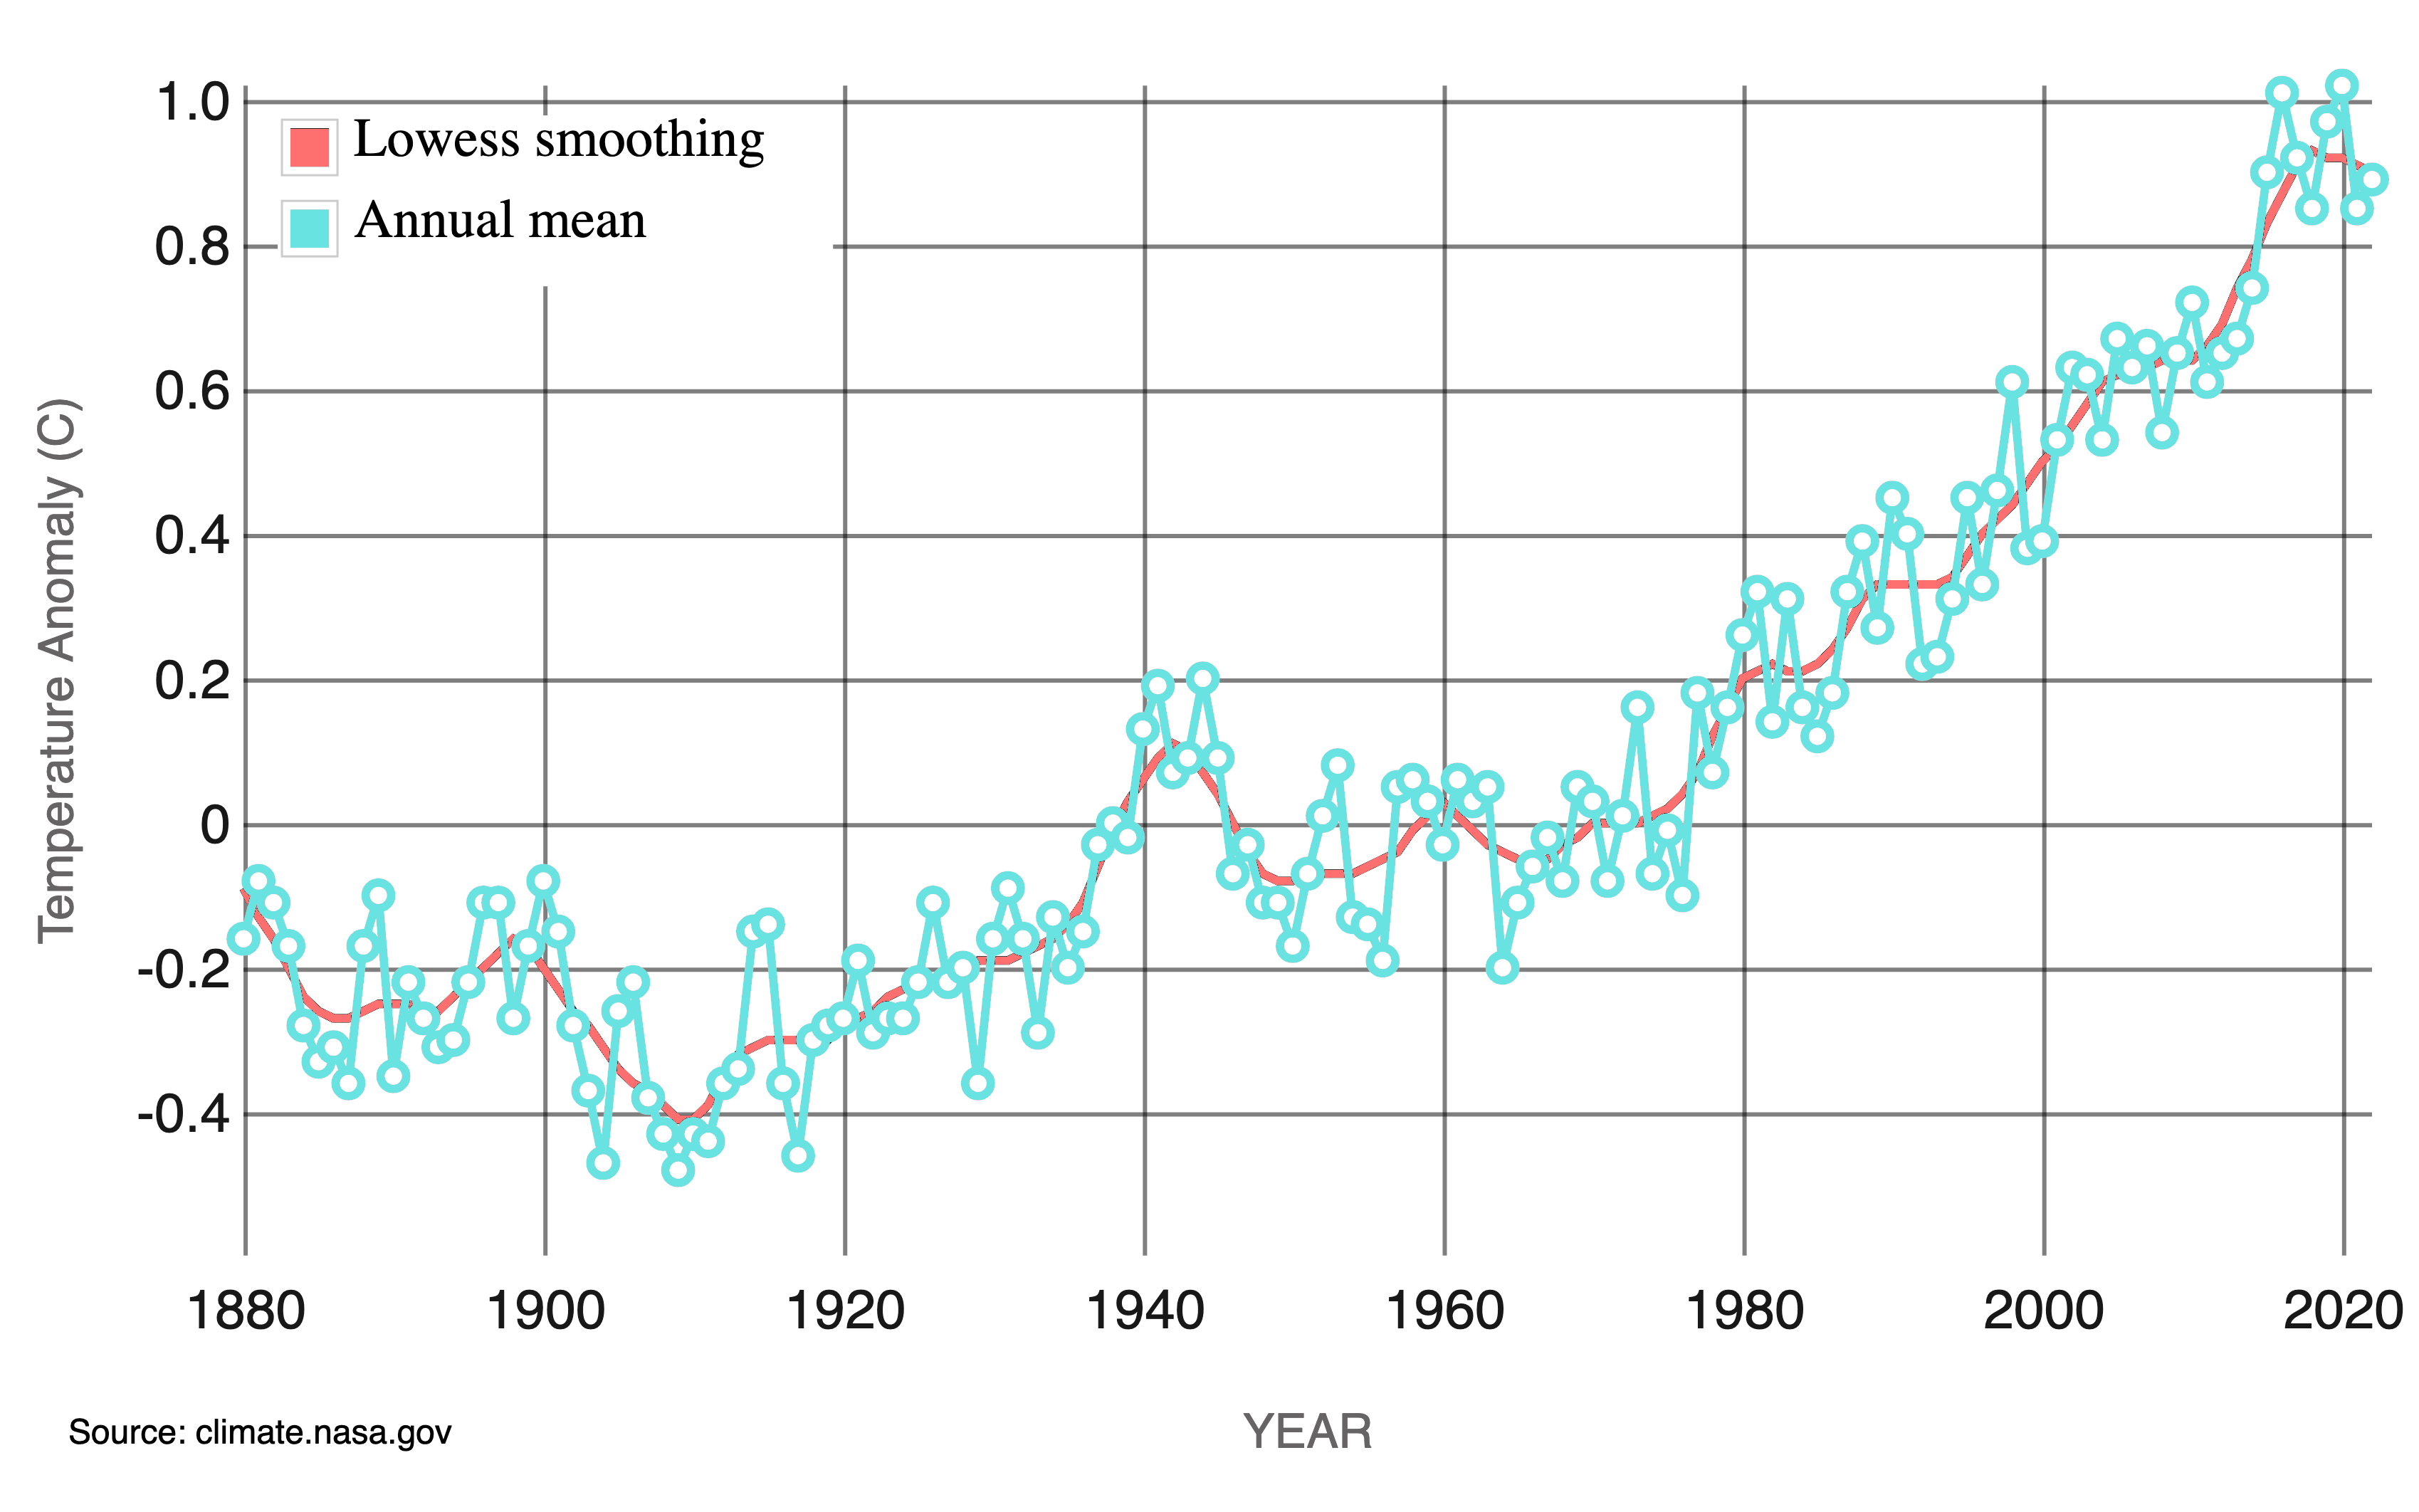 1.0
Lowess smoothing
Annual mean
0.8
0.6
0.4
0.2
0
-0.2
-0.4
Temperature Anomaly (C)
1880 1900 1920 1940 1960 1980 2000 2020
YEAR
Source: climate.nasa.gov